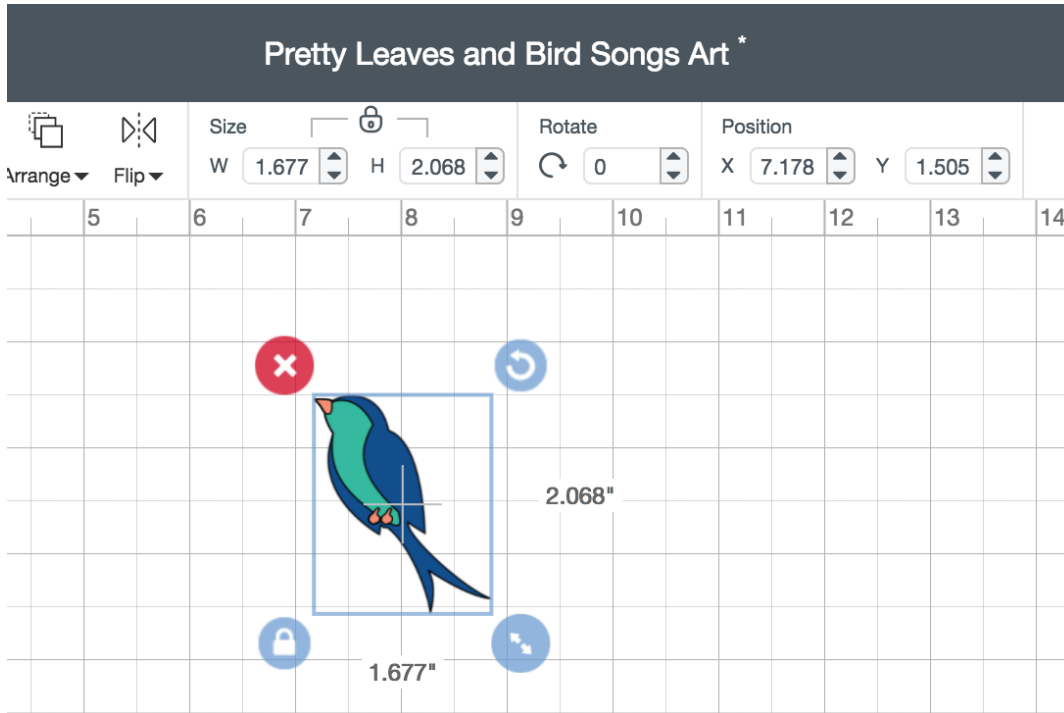 Pretty Leaves and Bird Songs Art *
Size
Rotate
Position
W 1.677 H 2.068
0
X 7.178 Y 1.505
Arrange
Flip
5 6 7 8 9 10 11 12 13 14
2.068"
1.677"